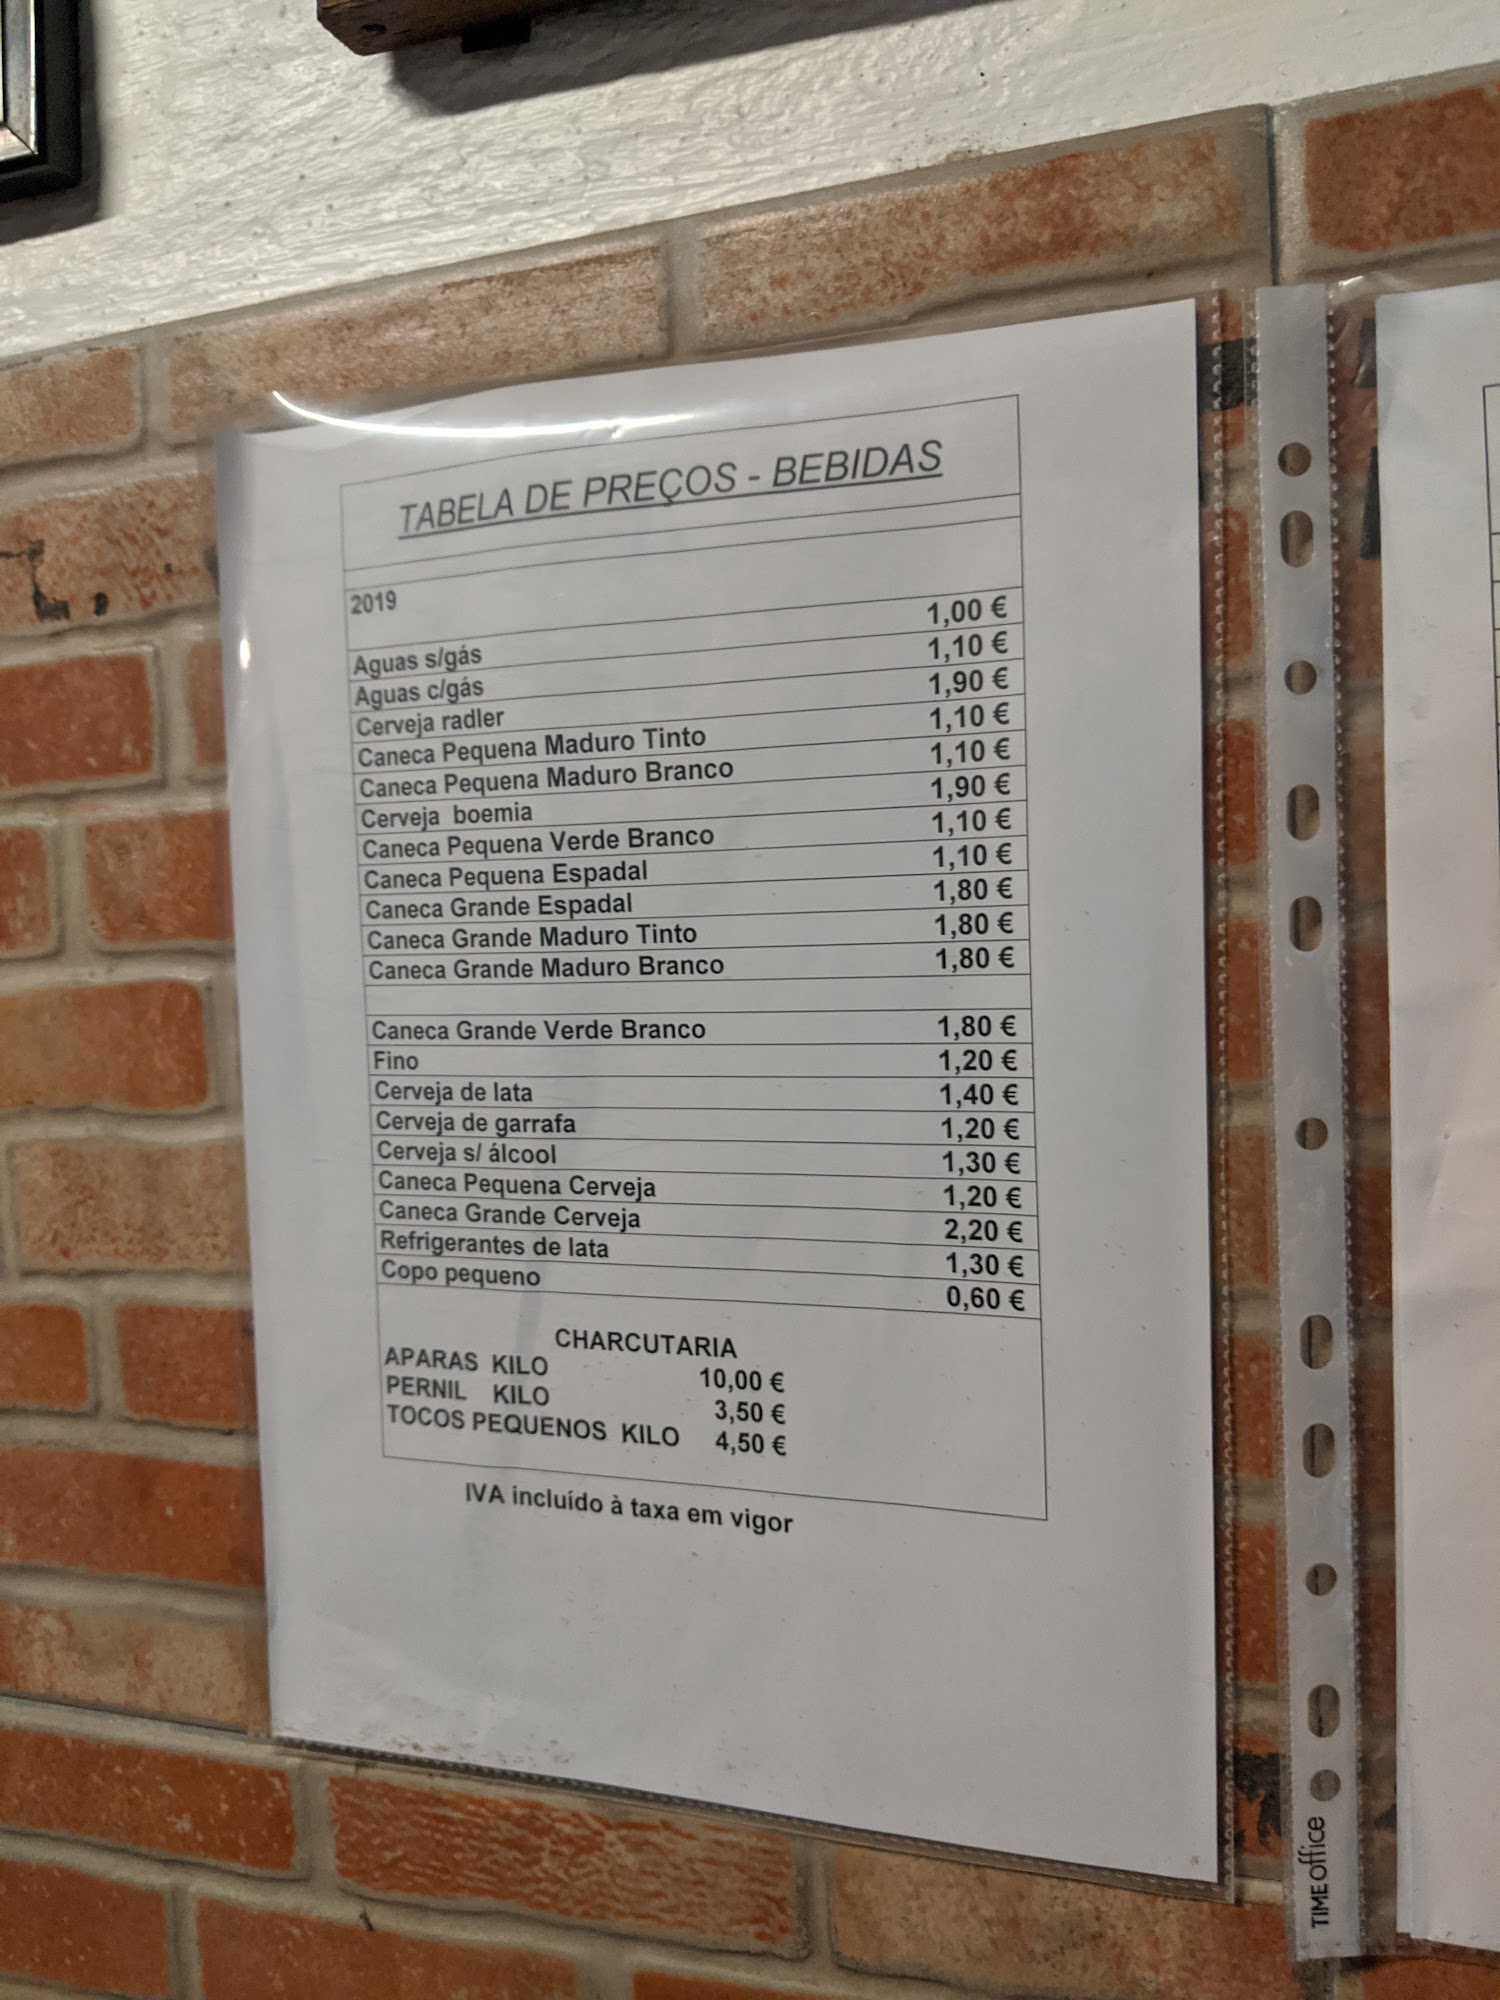 TABELA DE PREÇOS - BEBIDAS
2019
Aguas s/gás 1,00 €
Aguas c/gás 1,10 €
Cerveja radler 1,90 €
Caneca Pequena Maduro Tinto 1,10 €
Caneca Pequena Maduro Branco 1,10 €
Cerveja boemia 1,90 €
Caneca Pequena Verde Branco 1,10 €
Caneca Pequena Espadal 1,10 €
Caneca Grande Espadal 1,80 €
Caneca Grande Maduro Tinto 1,80 €
Caneca Grande Maduro Branco 1,80 €
Caneca Grande Verde Branco 1,80 €
Fino 1,20 €
Cerveja de lata 1,40 €
Cerveja de garrafa 1,20 €
Cerveja s/ álcool 1,30 €
Caneca Pequena Cerveja 1,20 €
Caneca Grande Cerveja 2,20 €
Refrigerantes de lata 1,30 €
Copo pequeno 0,60 €
CHARCUTARIA
APARAS KILO 10,00 €
PERNIL KILO 3,50 €
TOCOS PEQUENOS KILO 4,50 €
IVA incluído à taxa em vigor
TIME office